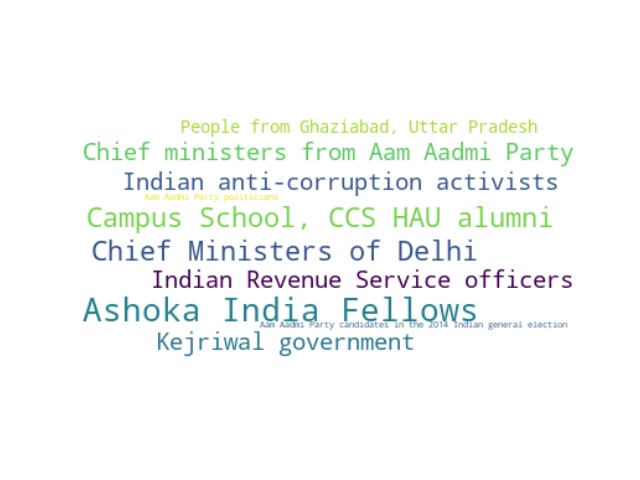 People from Ghaziabad, Uttar Pradesh
Chief ministers from Aam Aadmi Party
Indian anti-corruption activists
Aam Aadmi Party politicians
Campus School, CCS HAU alumni
Chief Ministers of Delhi
Indian Revenue Service officers
Ashoka India Fellows
Aam Aadmi Party candidates in the 2014 Indian general election
Kejriwal government